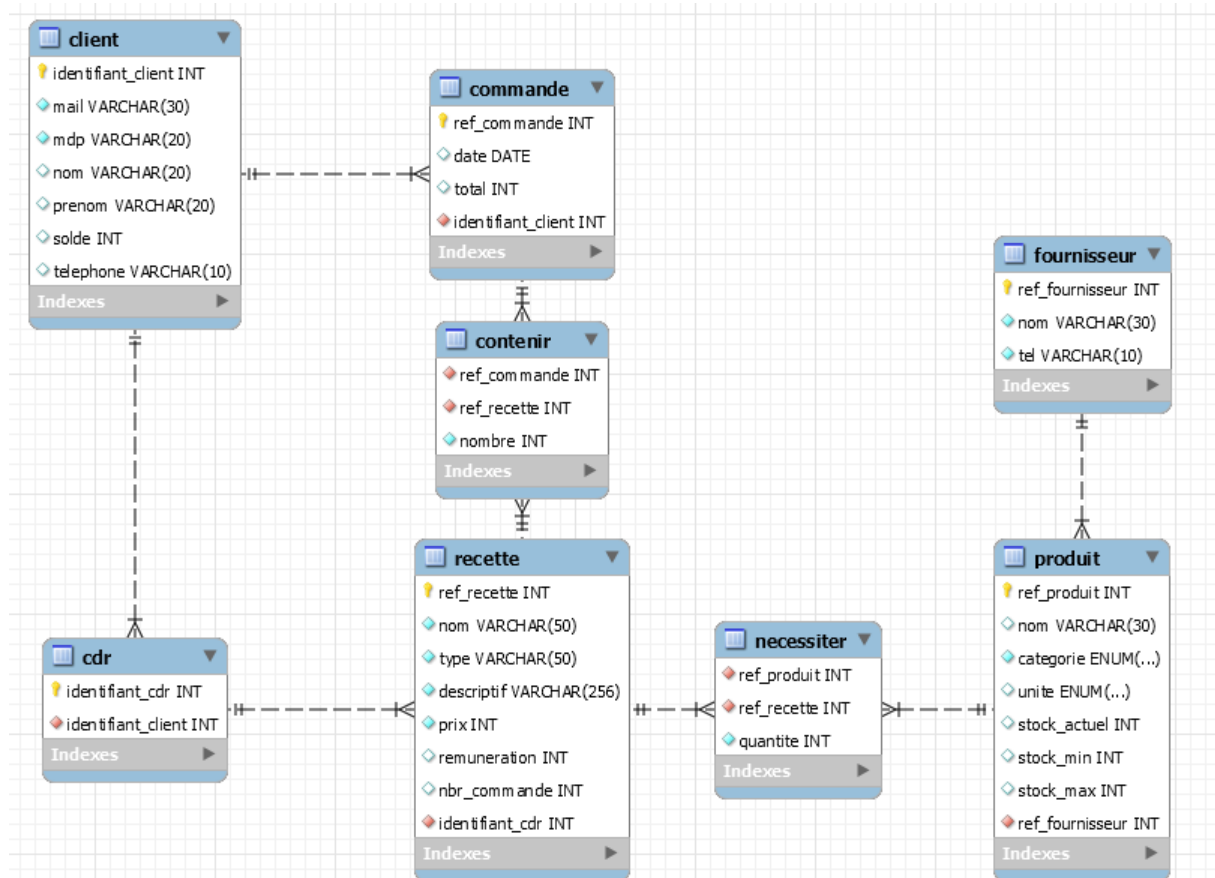 client
identifiant_client INT
mail VARCHAR(30)
mdp VARCHAR(20)
nom VARCHAR(20)
prenom VARCHAR(20)
solde INT
telephone VARCHAR(10)
Indexes
commande
ref_commande INT
date DATE
total INT
identifiant_client INT
Indexes
contenir
ref_commande INT
ref_recette INT
nombre INT
Indexes
fournisseur
ref_fournisseur INT
nom VARCHAR(30)
tel VARCHAR(10)
Indexes
cdr
identifiant_cdr INT
identifiant_client INT
Indexes
recette
ref_recette INT
nom VARCHAR(50)
type VARCHAR(50)
descriptif VARCHAR(256)
prix INT
remuneration INT
nbr_commande INT
identifiant_cdr INT
Indexes
necessiter
ref_produit INT
ref_recette INT
quantite INT
Indexes
produit
ref_produit INT
nom VARCHAR(30)
categorie ENUM(...)
unite ENUM(...)
stock_actuel INT
stock_min INT
stock_max INT
ref_fournisseur INT
Indexes